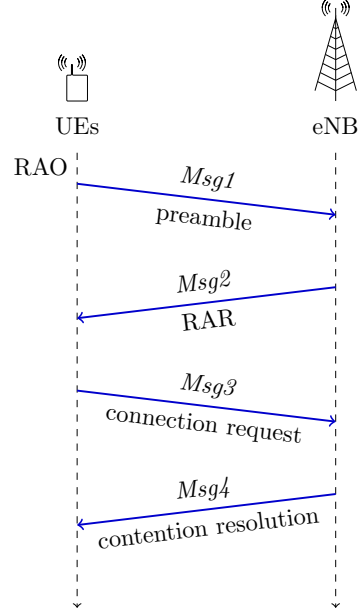 UEs
eNB
RAO
Msg1
preamble
Msg2
RAR
Msg3
connection request
Msg4
contention resolution